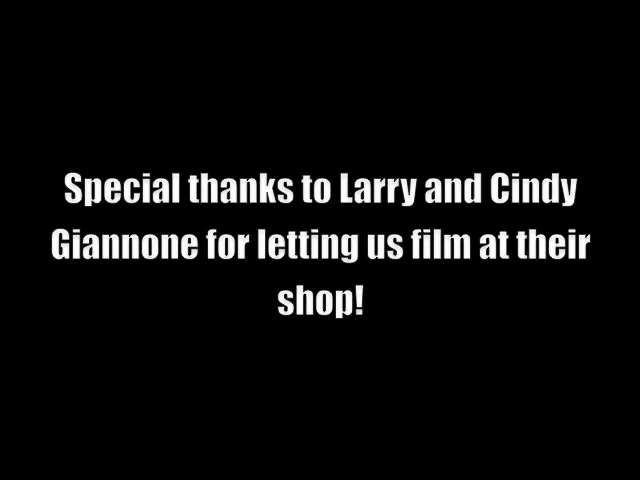 Special thanks to Larry and Cindy
Giannone for letting us film at their
shop!